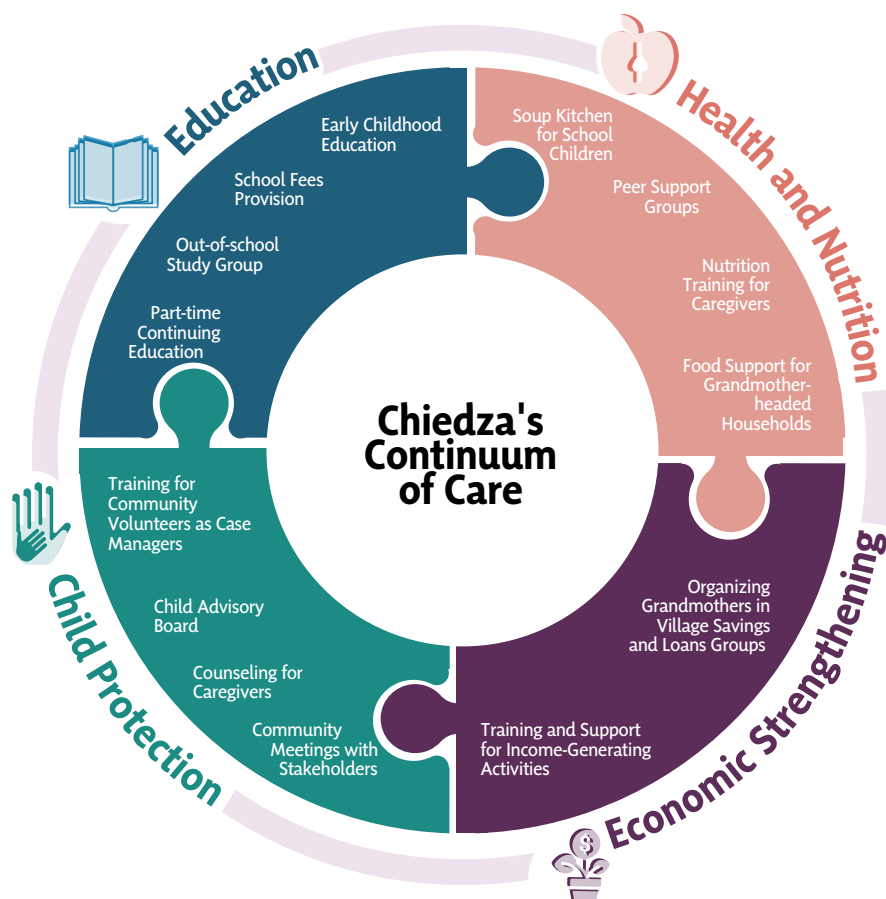 Education
Early Childhood
Education
School Fees
Provision
Out-of-school
Study Group
Part-time
Continuing
Education
Health and Nutrition
Soup Kitchen
for School
Children
Peer Support
Groups
Nutrition
Training for
Caregivers
Food Support for
Grandmother-
headed
Households
Chiedza's
Continuum
of Care
Child Protection
Training for
Community
Volunteers as Case
Managers
Child Advisory
Board
Counseling for
Caregivers
Community
Meetings with
Stakeholders
Economic Strengthening
Organizing
Grandmothers in
Village Savings
and Loans Groups
Training and Support
for Income-Generating
Activities
$